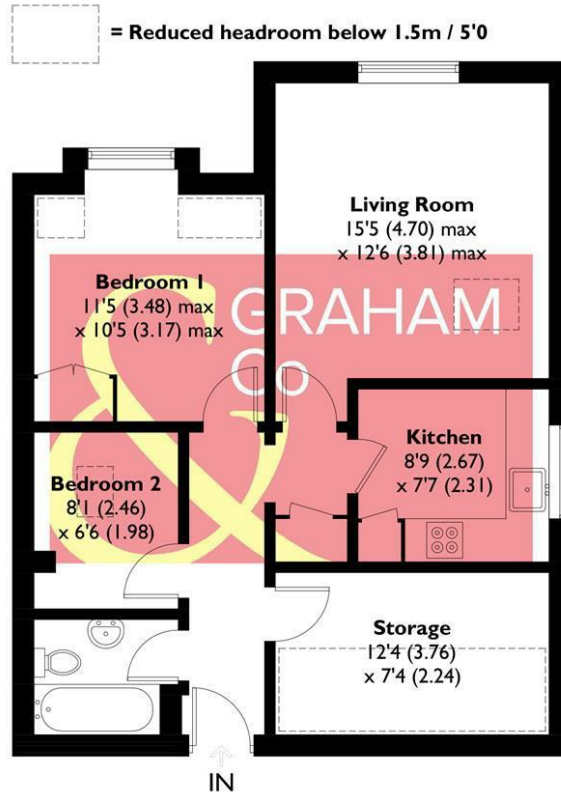 = Reduced headroom below 1.5m / 5'0
Living Room
15'5 (4.70) max
x 12'6 (3.81) max
Bedroom 1
11'5 (3.48) max
x 10'5 (3.17) max
& GRAHAM
Co
Kitchen
8'9 (2.67)
x 7'7 (2.31)
Bedroom 2
8'1 (2.46)
x 6'6 (1.98)
Storage
12'4 (3.76)
x 7'4 (2.24)
IN